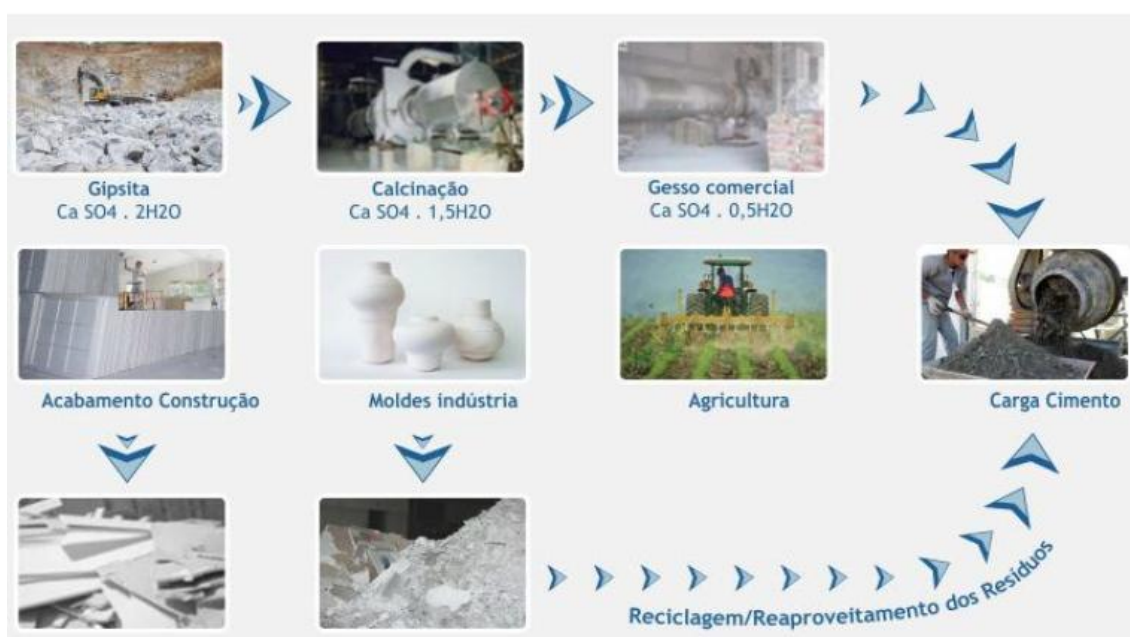 Gipsita
Ca SO4 . 2H2O
Calcinação
Ca SO4 . 1,5H2O
Gesso comercial
Ca SO4 . 0,5H2O
Acabamento Construção
Moldes indústria
Agricultura
Carga Cimento
Reciclagem/Reaproveitamento dos Resíduos